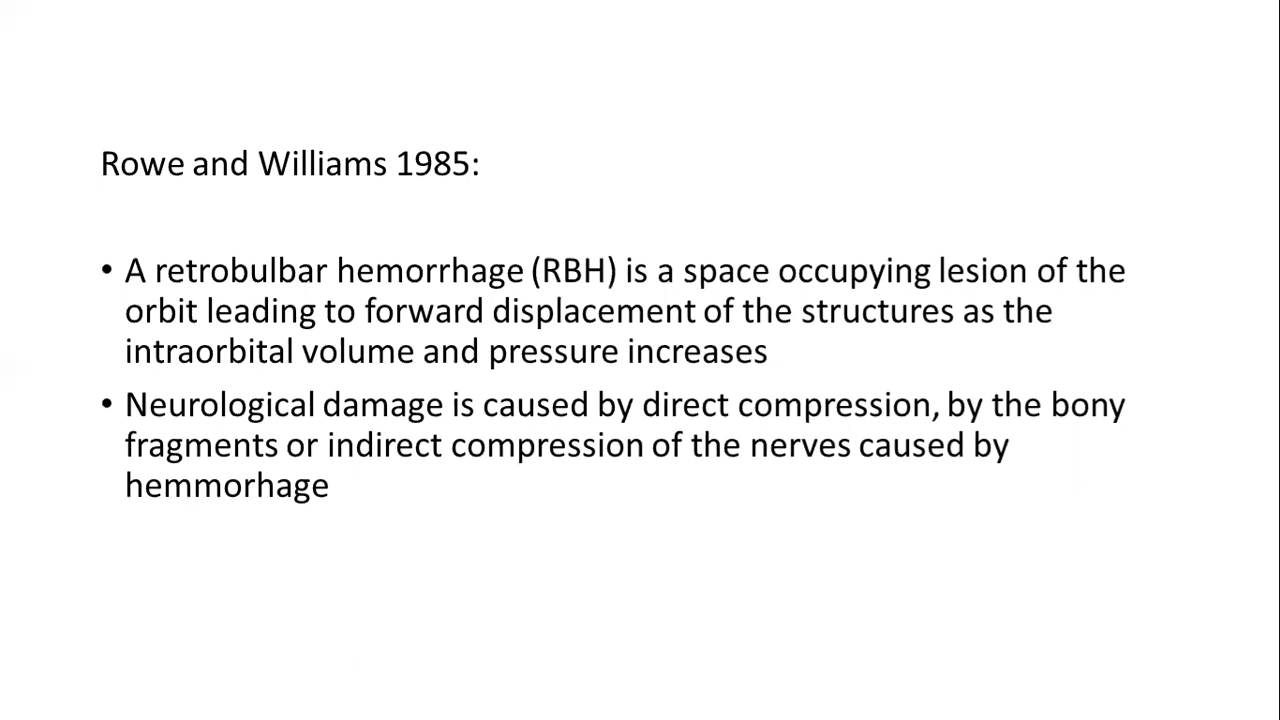 Rowe and Williams 1985:
• A retrobulbar hemorrhage (RBH) is a space occupying lesion of the
orbit leading to forward displacement of the structures as the
intraorbital volume and pressure increases
• Neurological damage is caused by direct compression, by the bony
fragments or indirect compression of the nerves caused by
hemmorhage